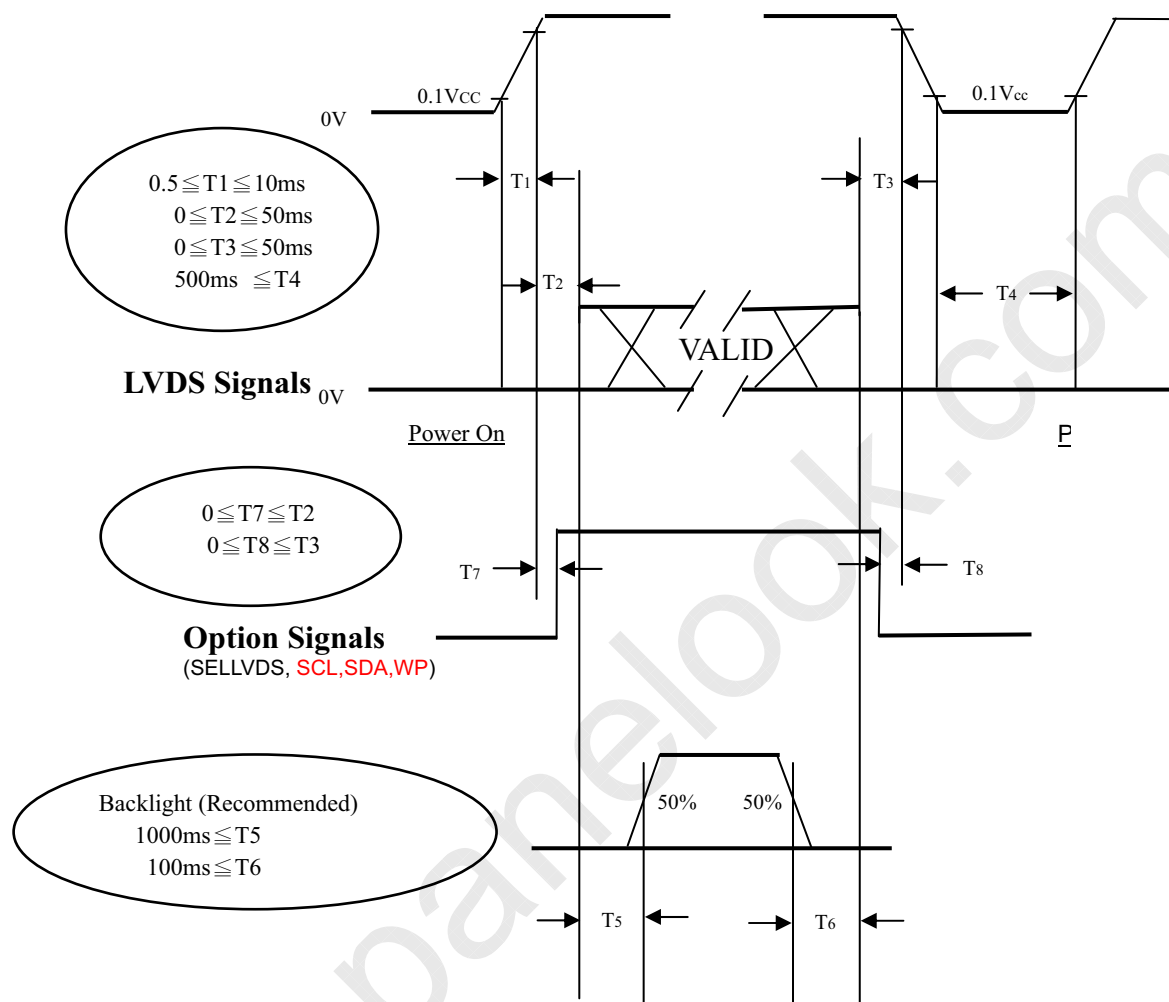 0.1VCC
0.1Vcc
0V
0.5≦T1≦10ms
0≦T2≦50ms
0≦T3≦50ms
500ms ≦T4
T1
T3
T2
T4
VALID
LVDS Signals 0V
Power On
P
0≦T7≦T2
0≦T8≦T3
T7
T8
Option Signals
(SELLVDS, SCL,SDA,WP)
Backlight (Recommended)
1000ms≦T5
100ms≦T6
50%
50%
T5
T6
panelook.com